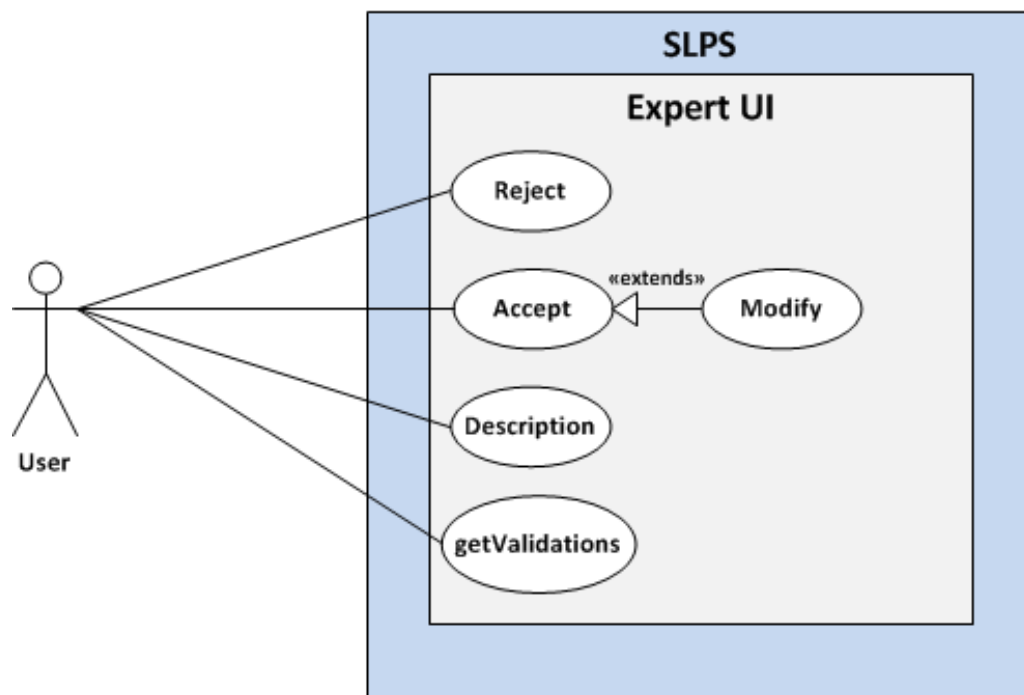 SLPS
Expert UI
Reject
«extends»
Accept
Modify
Description
User
getValidations